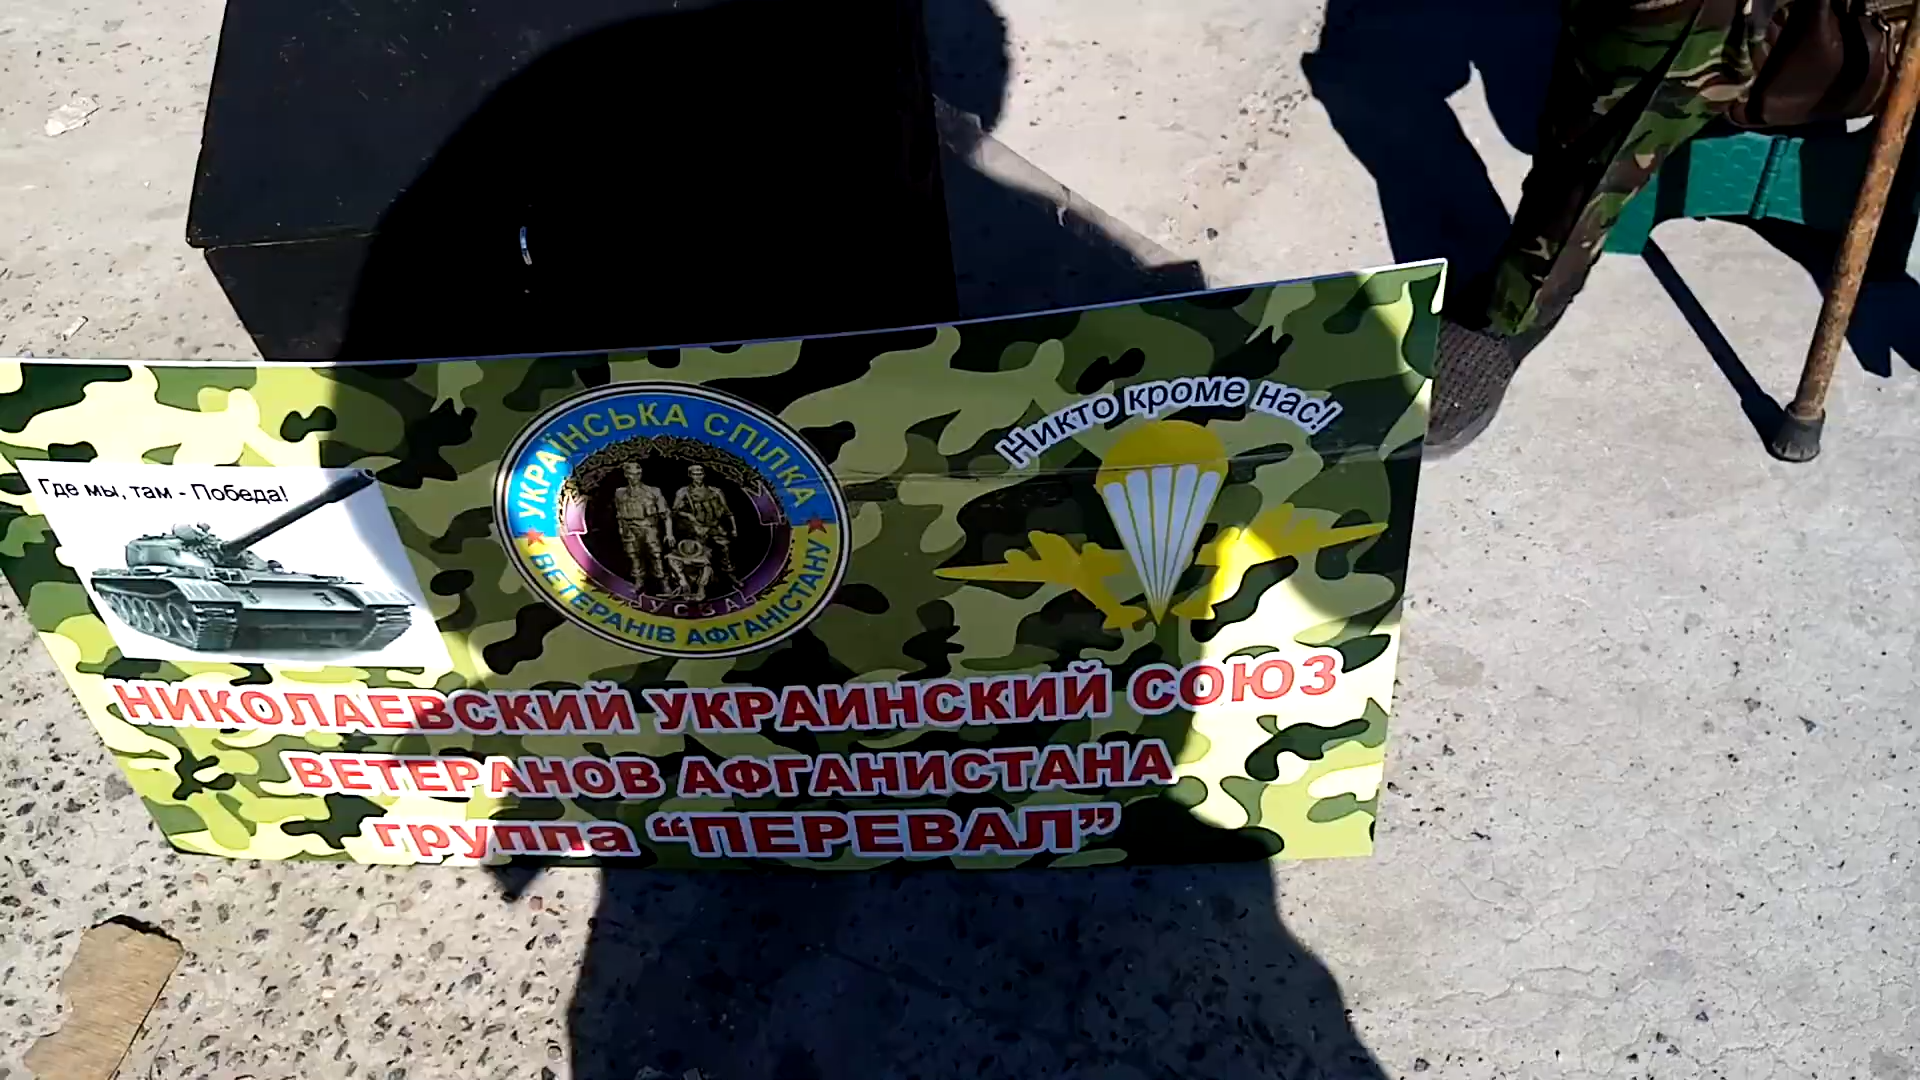 Где мы, там - Победа!
УКРАЇНСЬКА СПІЛКА
УСВА
ВЕТЕРАНІВ АФГАНІСТАНУ
Никто кроме нас!
НИКОЛАЕВСКИЙ УКРАИНСКИЙ СОЮЗ
ВЕТЕРАНОВ АФГАНИСТАНА
группа “ПЕРЕВАЛ”